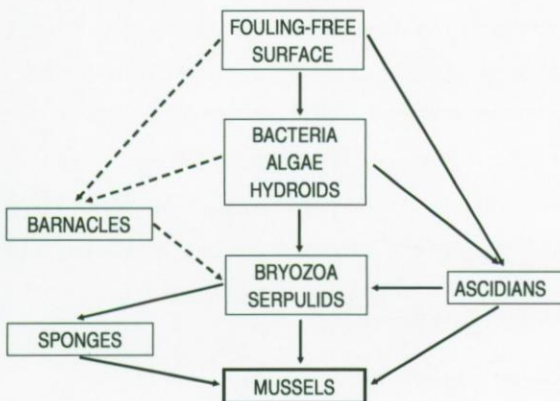 FOULING-FREE
SURFACE
BACTERIA
ALGAE
HYDROIDS
BARNACLES
BRYOZOA
SERPULIDS
ASCIDIANS
SPONGES
MUSSELS